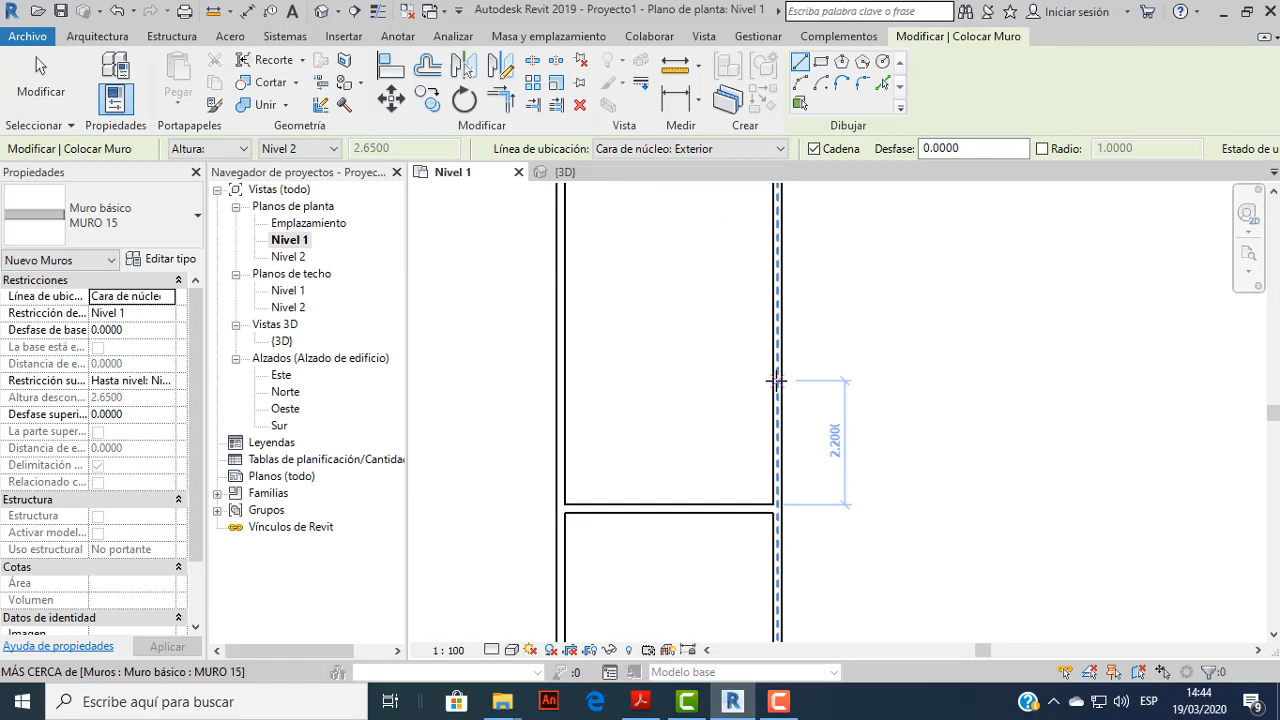 Autodesk Revit 2019 - Proyecto1 - Plano de planta: Nivel 1
Escriba palabra clave o frase
Iniciar sesión
Archivo
Arquitectura
Estructura
Acero
Sistemas
Insertar
Anotar
Analizar
Masa y emplazamiento
Colaborar
Vista
Gestionar
Complementos
Modificar | Colocar Muro
Modificar
Pegar
Recorte
Cortar
Unir
Seleccionar
Propiedades
Portapapeles
Geometría
Modificar
Vista
Medir
Crear
Dibujar
Modificar | Colocar Muro
Altura:
Nivel 2
2.6500
Línea de ubicación:
Cara de núcleo: Exterior
Cadena
Desfase:
0.0000
Radio:
1.0000
Estado de u
Propiedades
Muro básico
MURO 15
Nuevo Muros
Editar tipo
Restricciones
Línea de ubic...
Cara de núcle
Restricción de...
Nivel 1
Desfase de base
0.0000
La base está e...
Distancia de e...
0.0000
Restricción su...
Hasta nivel: Ni...
Altura descon...
2.6500
Desfase superi...
0.0000
La parte super...
Distancia de e...
0.0000
Delimitación ...
Relacionado c...
Estructura
Estructura
Activar model...
Uso estructural
No portante
Cotas
Área
Volumen
Datos de identidad
Imagen
Ayuda de propiedades
Aplicar
Navegador de proyectos - Proyec...
Vistas (todo)
Planos de planta
Emplazamiento
Nivel 1
Nivel 2
Planos de techo
Nivel 1
Nivel 2
Vistas 3D
{3D}
Alzados (Alzado de edificio)
Este
Norte
Oeste
Sur
Leyendas
Tablas de planificación/Cantidad
Planos (todo)
Familias
Grupos
Vínculos de Revit
Nivel 1
{3D}
2.200
1 : 100
MÁS CERCA de [Muros : Muro básico : MURO 15]
:0
Modelo base
:0
Escribe aquí para buscar
An
R
C
ESP
14:44
19/03/2020
9